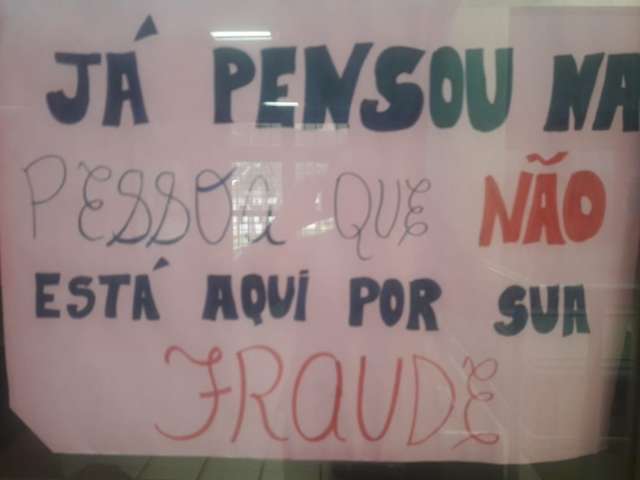 JÁ PENSOU NA
PESSOA QUE NÃO
ESTÁ AQUi POR SUA
FRAUDE